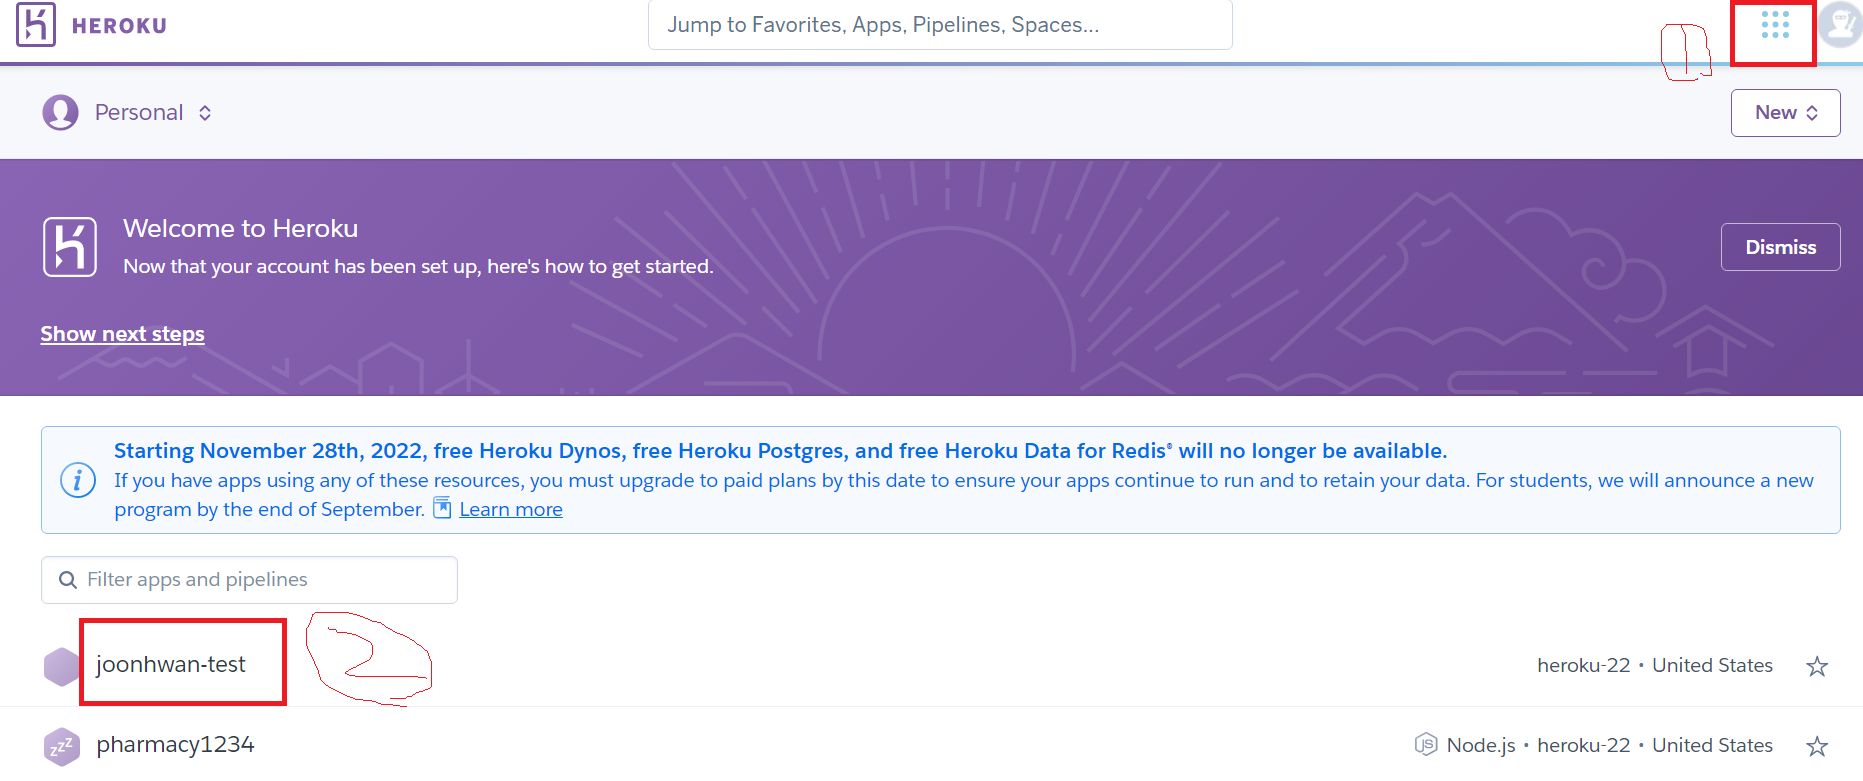 HEROKU
Jump to Favorites, Apps, Pipelines, Spaces...
1
Personal
New
Welcome to Heroku
Now that your account has been set up, here's how to get started.
Dismiss
Show next steps
Starting November 28th, 2022, free Heroku Dynos, free Heroku Postgres, and free Heroku Data for Redis® will no longer be available.
If you have apps using any of these resources, you must upgrade to paid plans by this date to ensure your apps continue to run and to retain your data. For students, we will announce a new
program by the end of September. Learn more
Filter apps and pipelines
joonhwan-test
2
heroku-22 • United States
zzz
pharmacy1234
JS Node.js • heroku-22 • United States